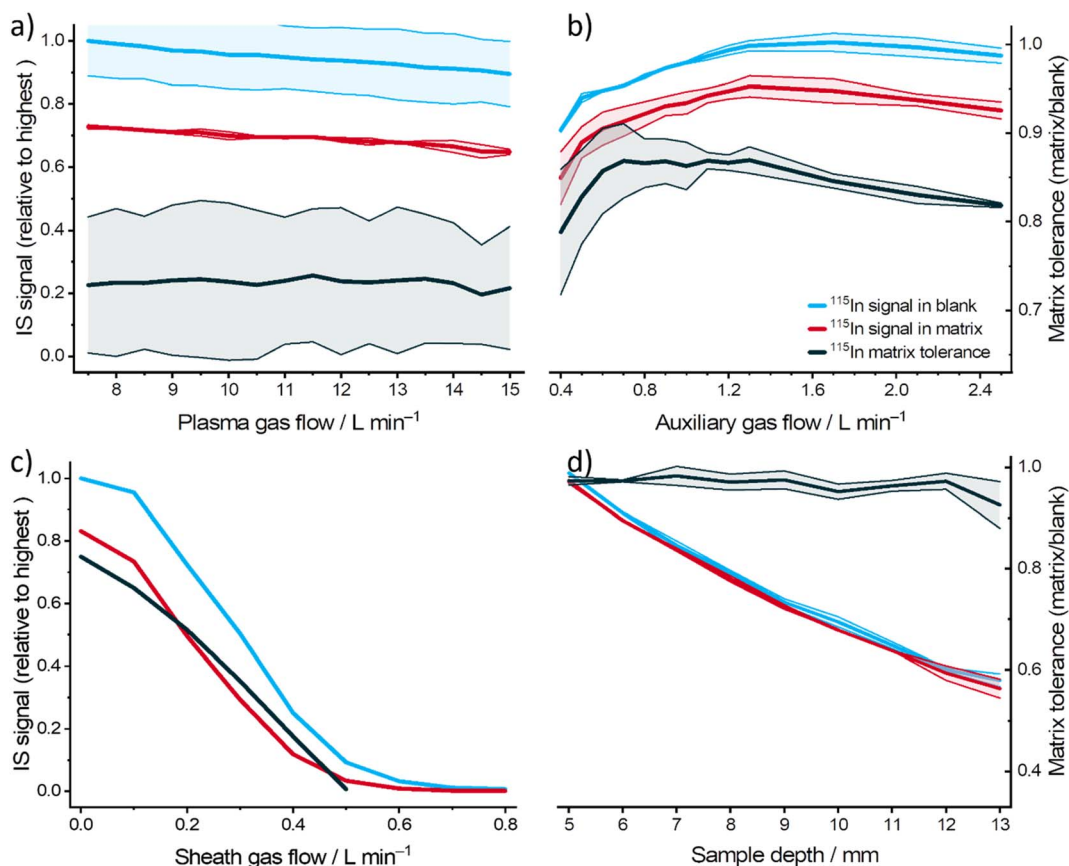 a)
IS signal (relative to highest)
1.0
0.8
0.6
0.4
0.2
0.0
8 9 10 11 12 13 14 15
Plasma gas flow / L min⁻¹
b)
1.0
0.9
0.8
0.7
Matrix tolerance (matrix/blank)
¹¹⁵In signal in blank
¹¹⁵In signal in matrix
¹¹⁵In matrix tolerance
0.4 0.8 1.2 1.6 2.0 2.4
Auxiliary gas flow / L min⁻¹
c)
IS signal (relative to highest)
1.0
0.8
0.6
0.4
0.2
0.0
0.0 0.2 0.4 0.6 0.8
Sheath gas flow / L min⁻¹
d)
1.0
0.8
0.6
0.4
Matrix tolerance (matrix/blank)
5 6 7 8 9 10 11 12 13
Sample depth / mm